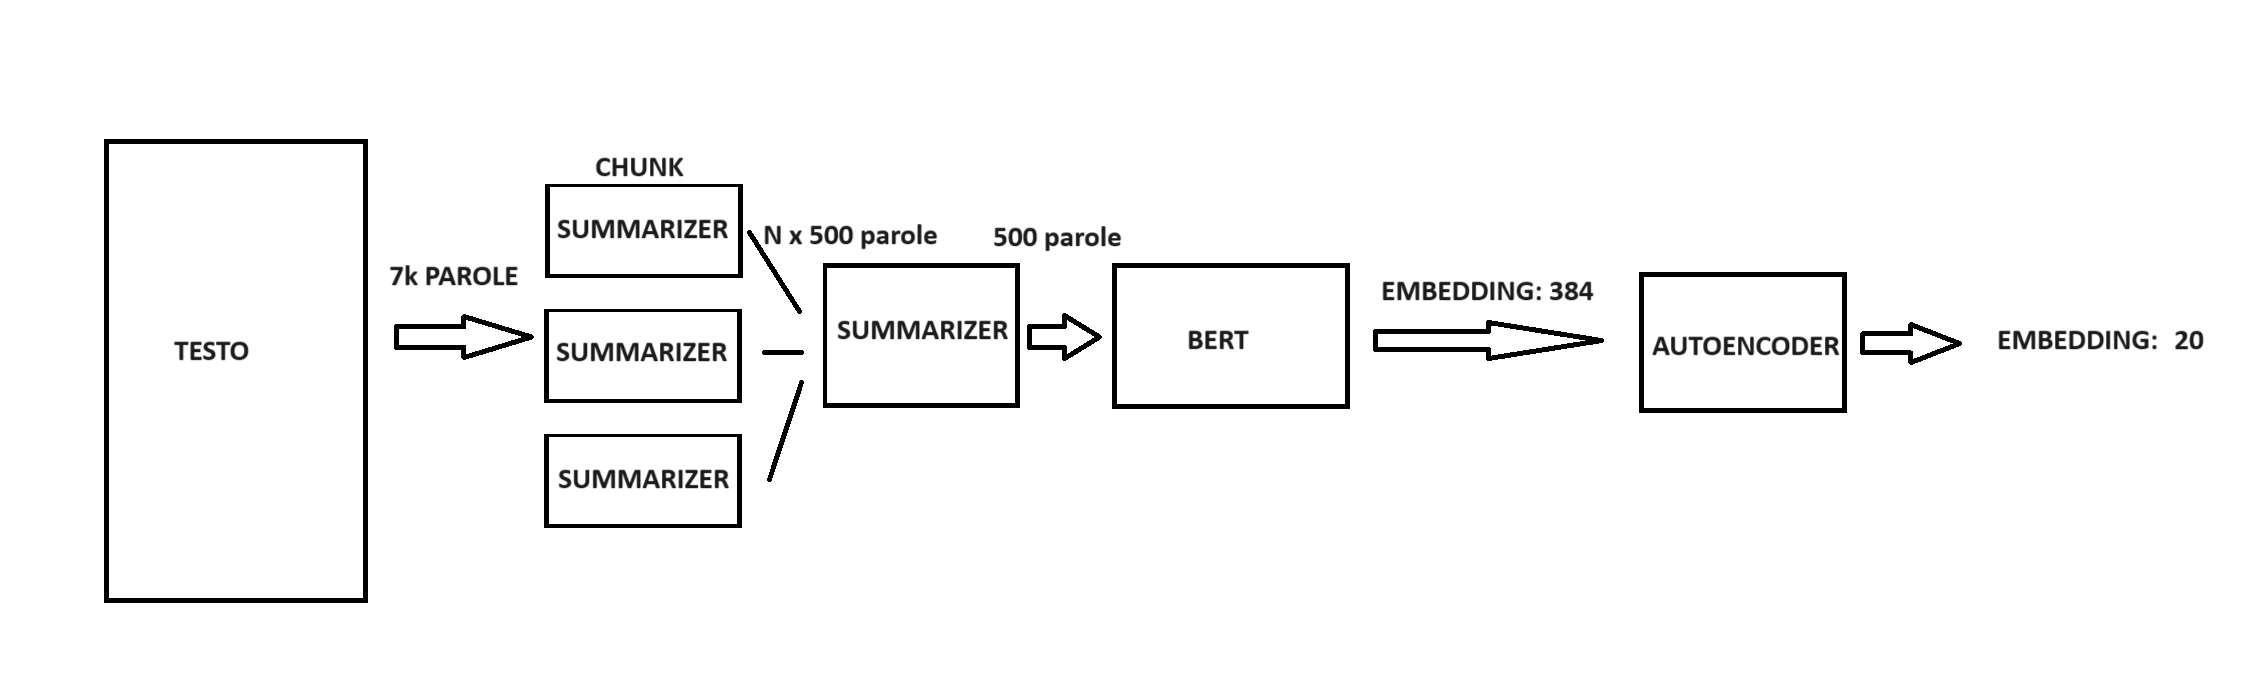 TESTO
7k PAROLE
CHUNK
SUMMARIZER
SUMMARIZER
SUMMARIZER
N x 500 parole
SUMMARIZER
500 parole
BERT
EMBEDDING: 384
AUTOENCODER
EMBEDDING: 20